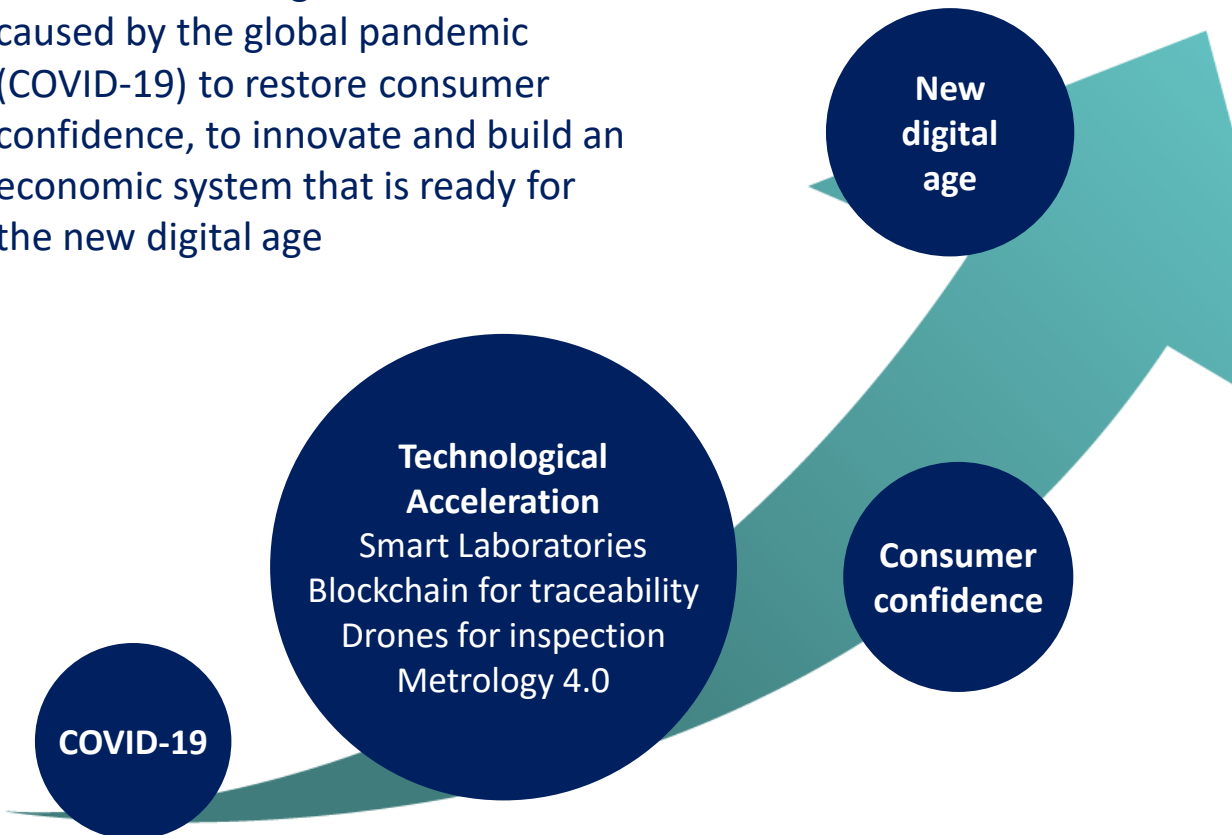 caused by the global pandemic
(COVID-19) to restore consumer
confidence, to innovate and build an
economic system that is ready for
the new digital age
New
digital
age
Technological
Acceleration
Smart Laboratories
Blockchain for traceability
Drones for inspection
Metrology 4.0
Consumer
confidence
COVID-19